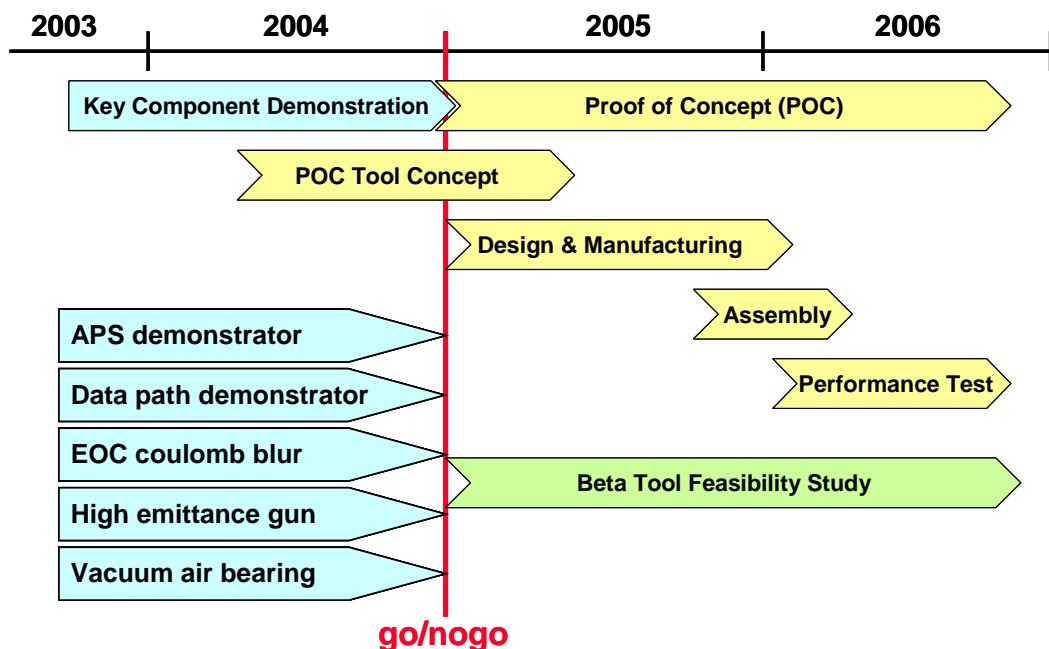 2003 2004 2005 2006
Key Component Demonstration Proof of Concept (POC)
POC Tool Concept
Design & Manufacturing
Assembly
APS demonstrator
Performance Test
Data path demonstrator
EOC coulomb blur
Beta Tool Feasibility Study
High emittance gun
Vacuum air bearing
go/nogo